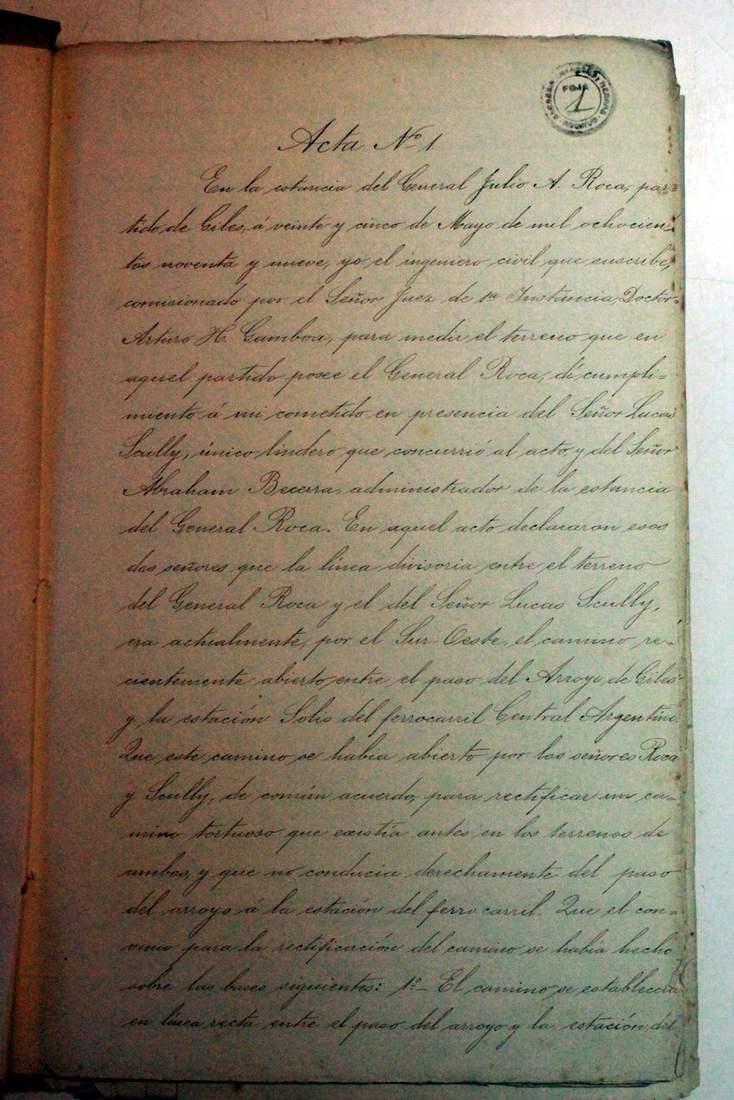 FOJA
1
Acta Nº 1
En la estancia del General Julio A. Roca, par-
tido de Giles, á veinte y cinco de Mayo de mil ochocien-
tos noventa y nueve, yo el ingeniero civil que suscribe,
comisionado por el Señor Juez de 1ª Instancia, Doctor
Arturo H. Gamboa, para medir el terreno que en
aquel partido posee el General Roca, dí cumpli-
miento á mi cometido en presencia del Señor Lucas
Scully, único lindero que concurrió al acto, y del Señor
Abraham Becerra, administrador de la estancia
del General Roca. En aquel acto declararon esos
dos señores, que la línea divisoria entre el terreno
del General Roca y el del Señor Lucas Scully,
era actualmente, por el Sur-Oeste, el camino re-
cientemente abierto, entre el paso del Arroyo de Giles
y la estación Solis del ferrocarril Central Argentino.
Que este camino se había abierto por los señores Roca
y Scully, de común acuerdo, para rectificar un ca-
mino tortuoso que existía antes en los terrenos de
ambos, y que no conducia derechamente del paso
del arroyo á la estación del ferro carril. Que el con-
venio para la rectificación del camino se había hecho
sobre las bases siguientes: 1º– El camino se establecera
en línea recta entre el paso del arroyo y la estación, del